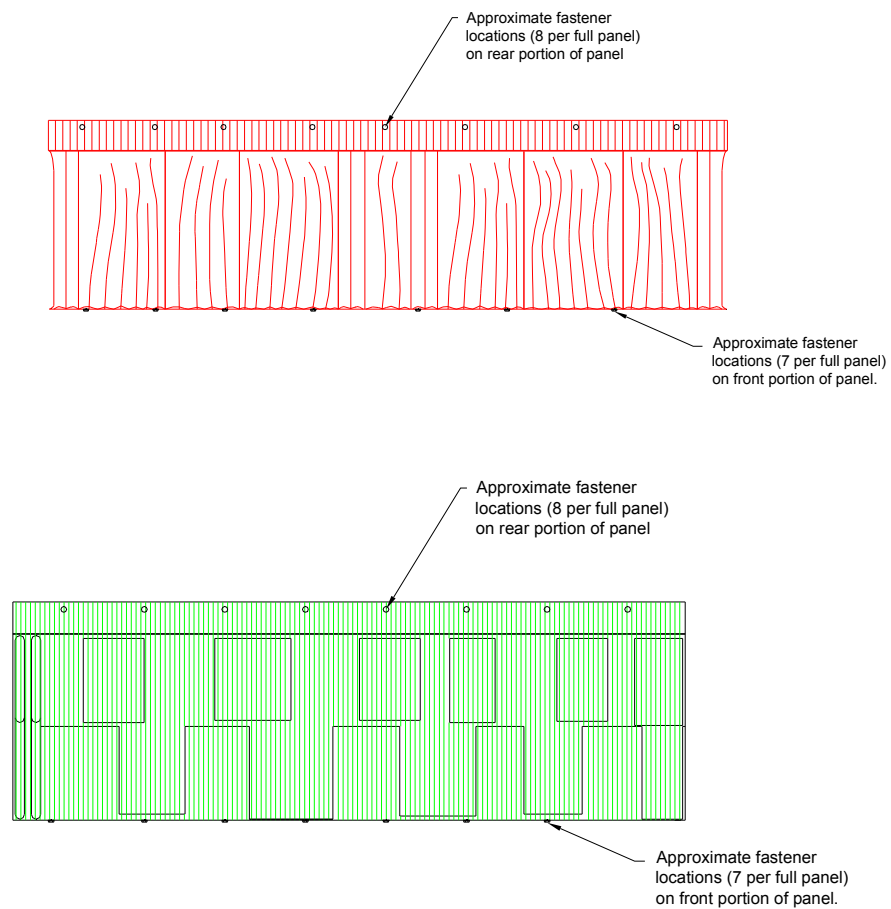 Approximate fastener
locations (8 per full panel)
on rear portion of panel
Approximate fastener
locations (7 per full panel)
on front portion of panel.
Approximate fastener
locations (8 per full panel)
on rear portion of panel
Approximate fastener
locations (7 per full panel)
on front portion of panel.